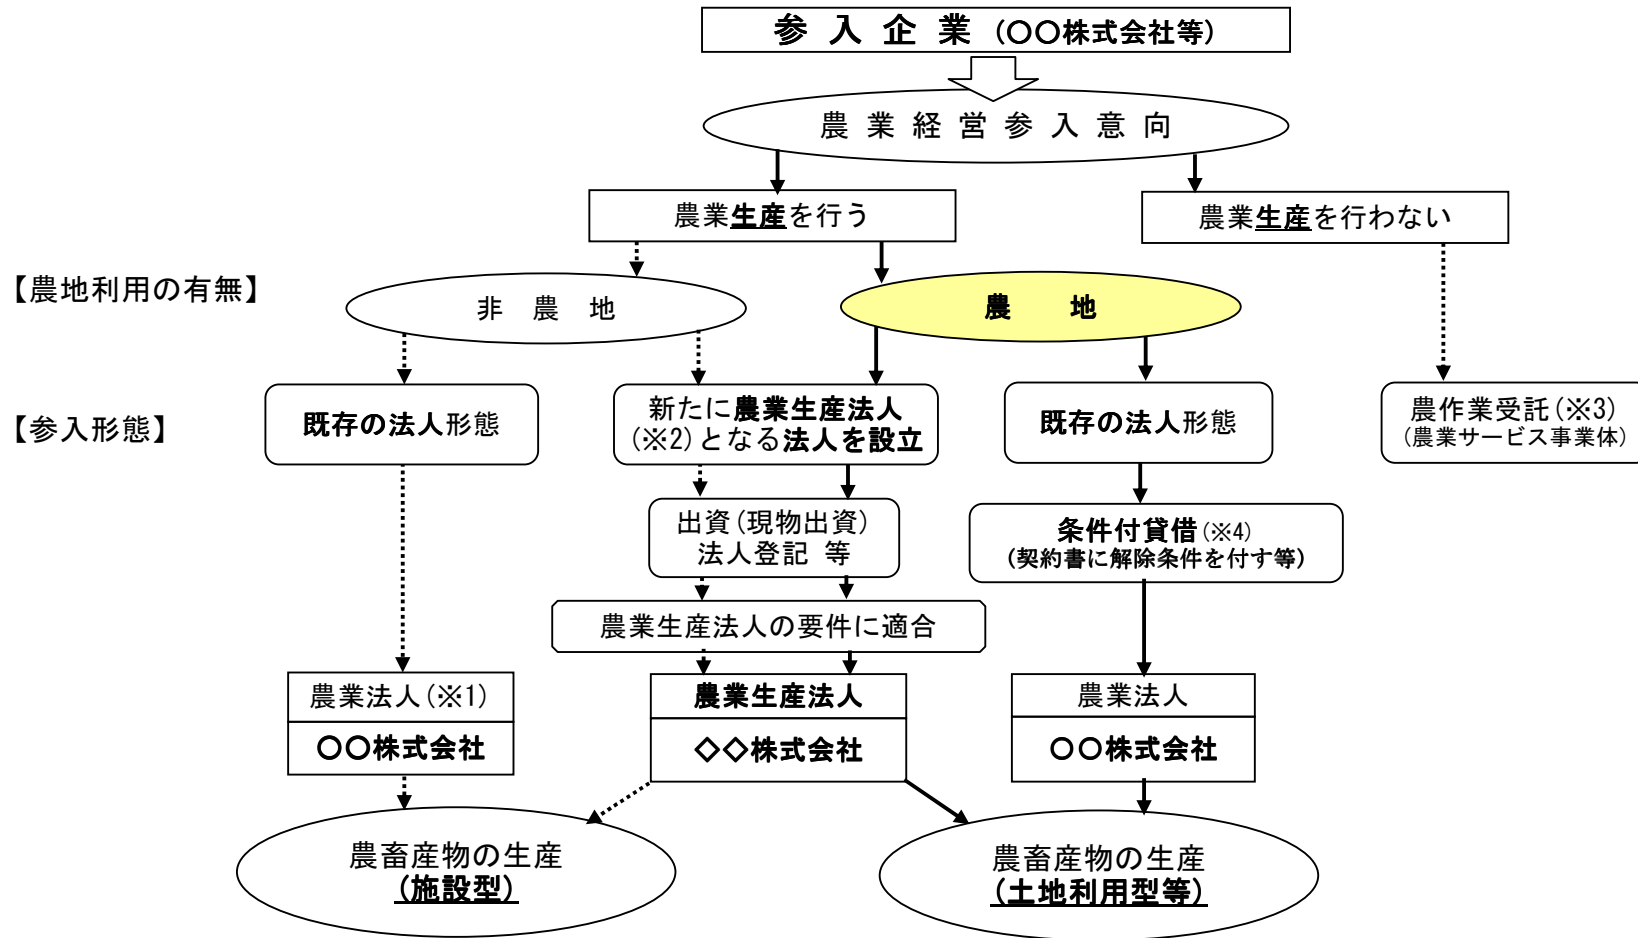 参 入 企 業 (〇〇株式会社等)
農 業 経 営 参 入 意 向
農業生産を行う
農業生産を行わない
【農地利用の有無】
非 農 地
農 地
【参入形態】
既存の法人形態
新たに農業生産法人
(※2)となる法人を設立
既存の法人形態
農作業受託(※3)
(農業サービス事業体)
出資(現物出資)
法人登記 等
条件付貸借(※4)
(契約書に解除条件を付す等)
農業生産法人の要件に適合
農業法人(※1)
〇〇株式会社
農業生産法人
◇◇株式会社
農業法人
〇〇株式会社
農畜産物の生産
(施設型)
農畜産物の生産
(土地利用型等)